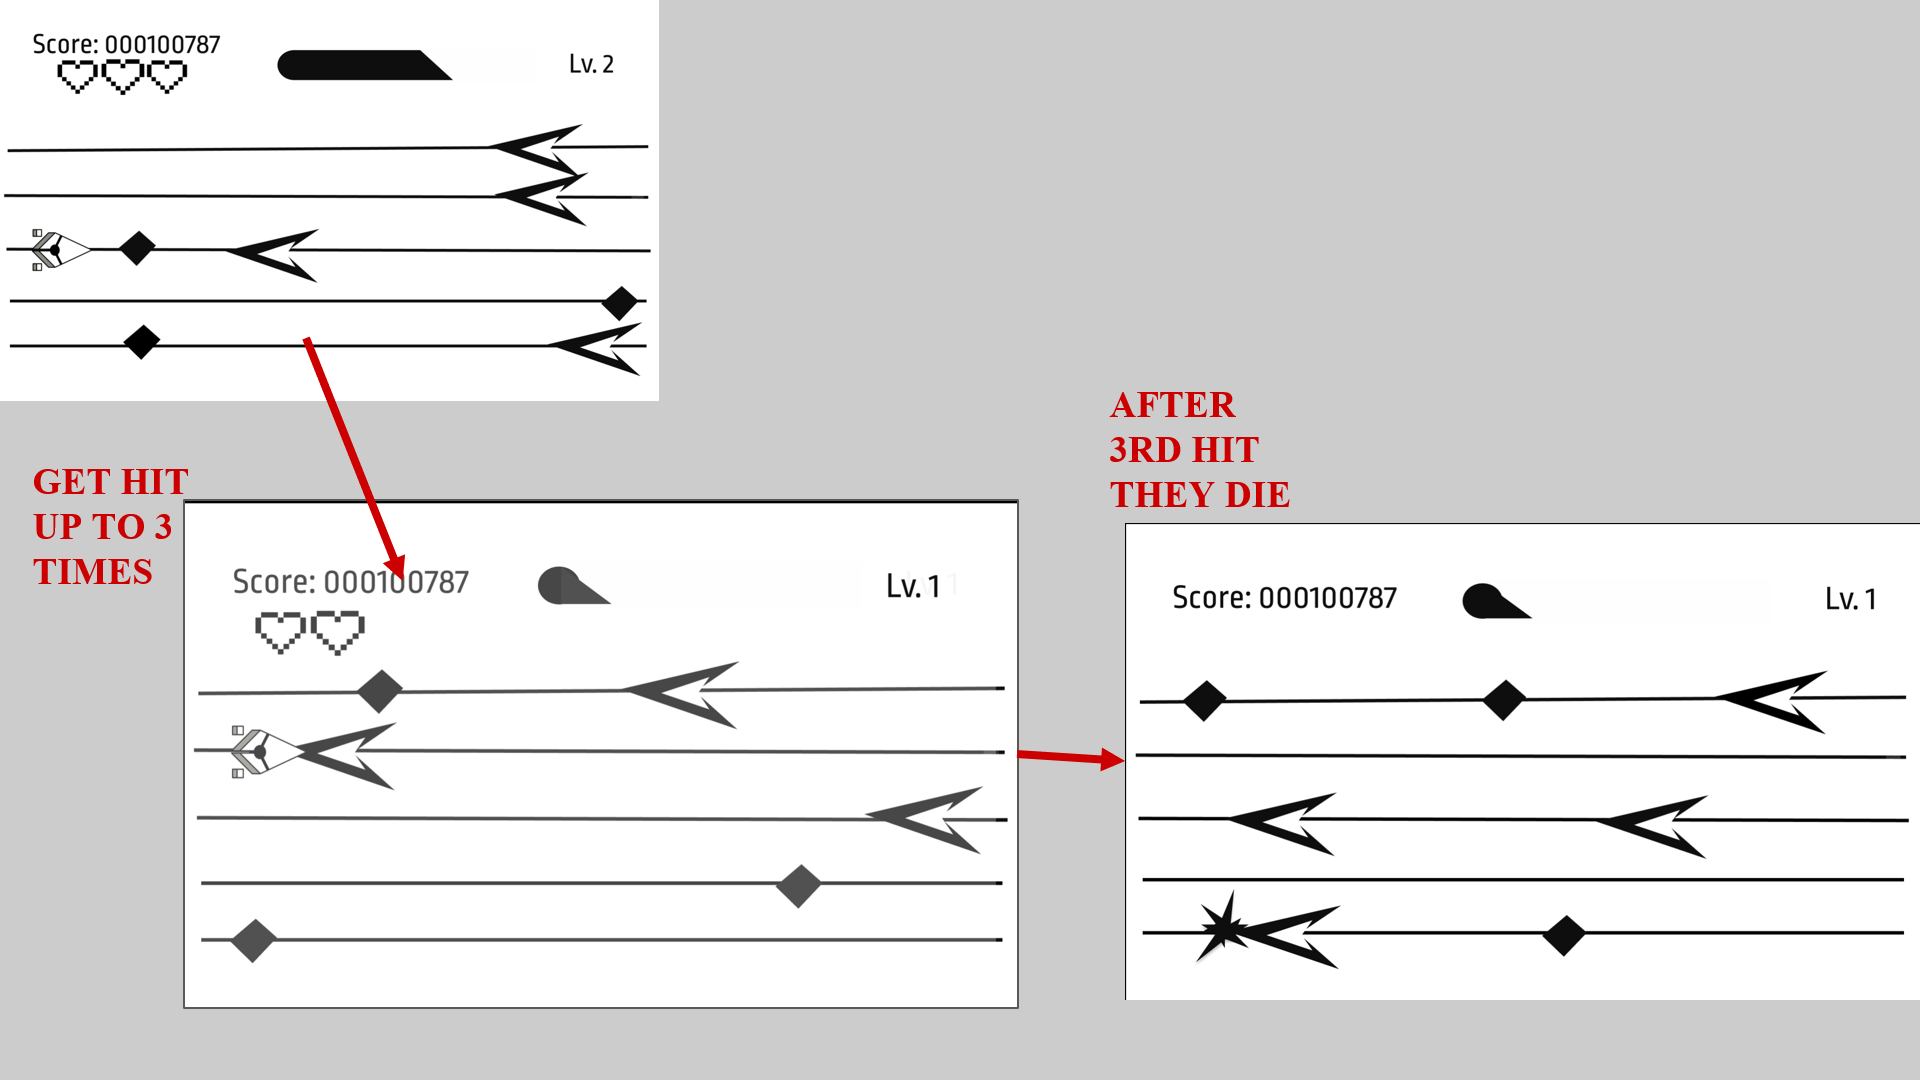 Score: 000100787
Lv. 2
GET HIT
UP TO 3
TIMES
Score: 000100787
Lv. 1
AFTER
3RD HIT
THEY DIE
Score: 000100787
Lv. 1